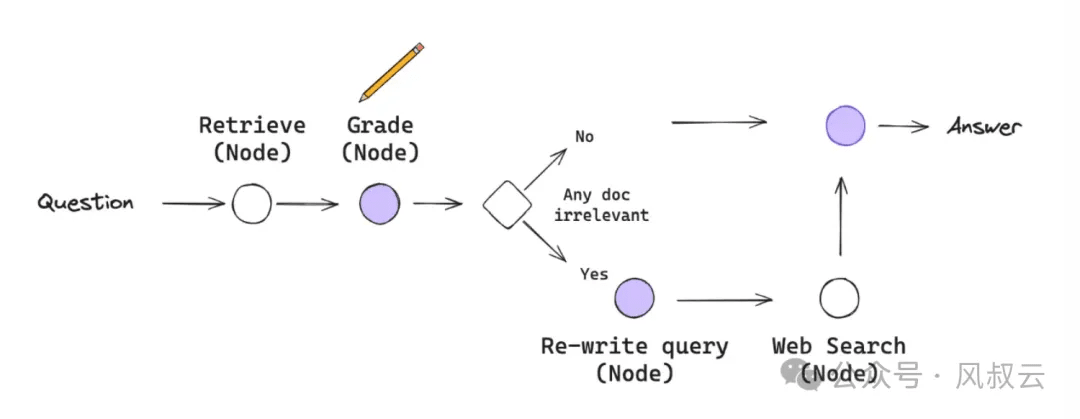 Retrieve
(Node)
Grade
(Node)
No
Answer
Question
Any doc
irrelevant
Yes
Re-write query
(Node)
Web Search
(Node)
公众号 · 风叔云